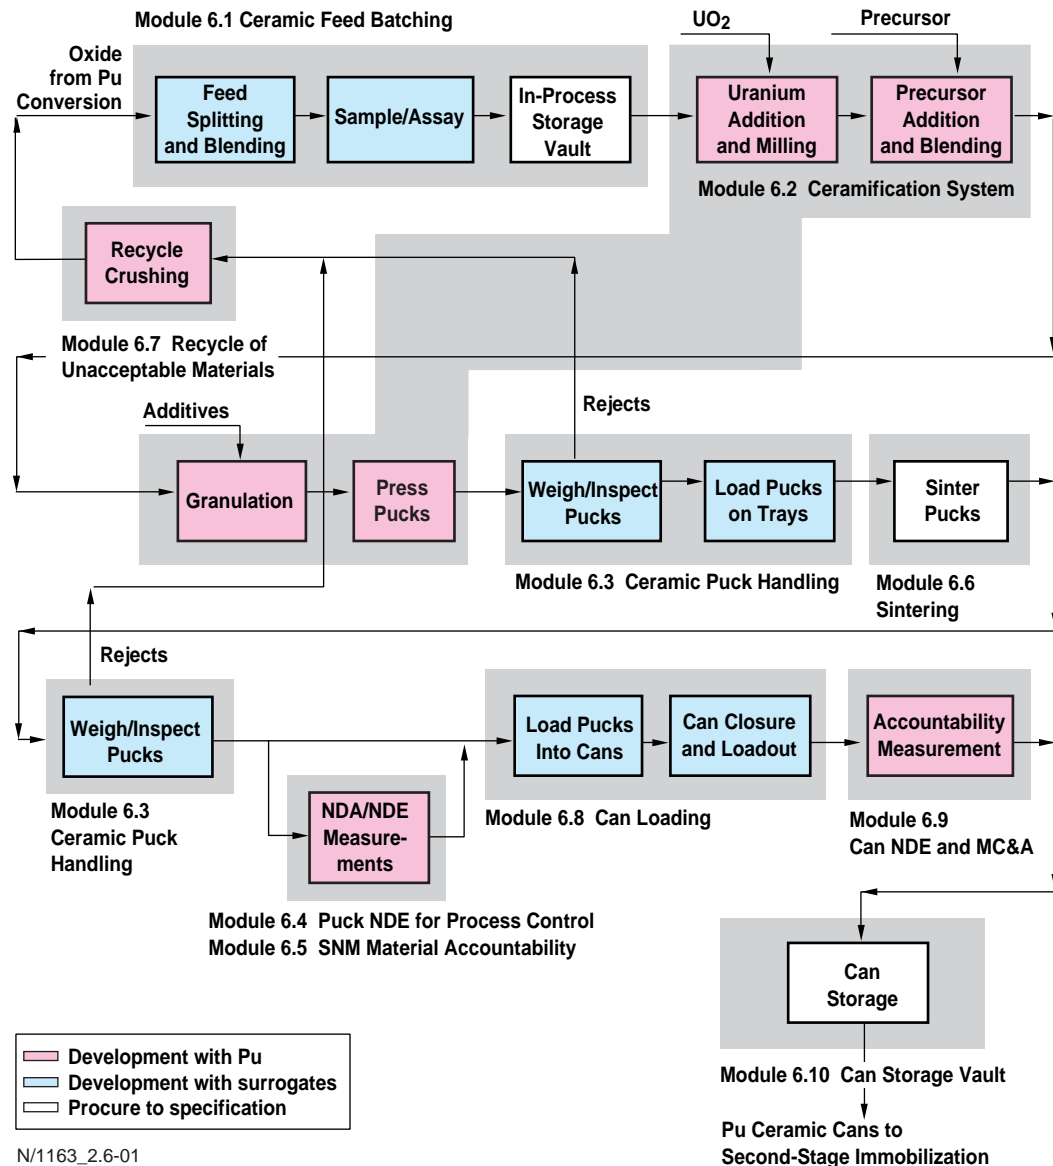 Module 6.1 Ceramic Feed Batching
UO2
Precursor
Oxide
from Pu
Conversion
Feed
Splitting
and Blending
Sample/Assay
In-Process
Storage
Vault
Uranium
Addition
and Milling
Precursor
Addition
and Blending
Module 6.2 Ceramification System
Recycle
Crushing
Module 6.7 Recycle of
Unacceptable Materials
Additives
Rejects
Granulation
Press
Pucks
Weigh/Inspect
Pucks
Load Pucks
on Trays
Sinter
Pucks
Module 6.3 Ceramic Puck Handling
Module 6.6
Sintering
Rejects
Weigh/Inspect
Pucks
Load Pucks
Into Cans
Can Closure
and Loadout
Accountability
Measurement
Module 6.3
Ceramic Puck
Handling
NDA/NDE
Measure-
ments
Module 6.8 Can Loading
Module 6.9
Can NDE and MC&A
Module 6.4 Puck NDE for Process Control
Module 6.5 SNM Material Accountability
Can
Storage
Development with Pu
Development with surrogates
Procure to specification
Module 6.10 Can Storage Vault
Pu Ceramic Cans to
Second-Stage Immobilization
N/1163_2.6-01